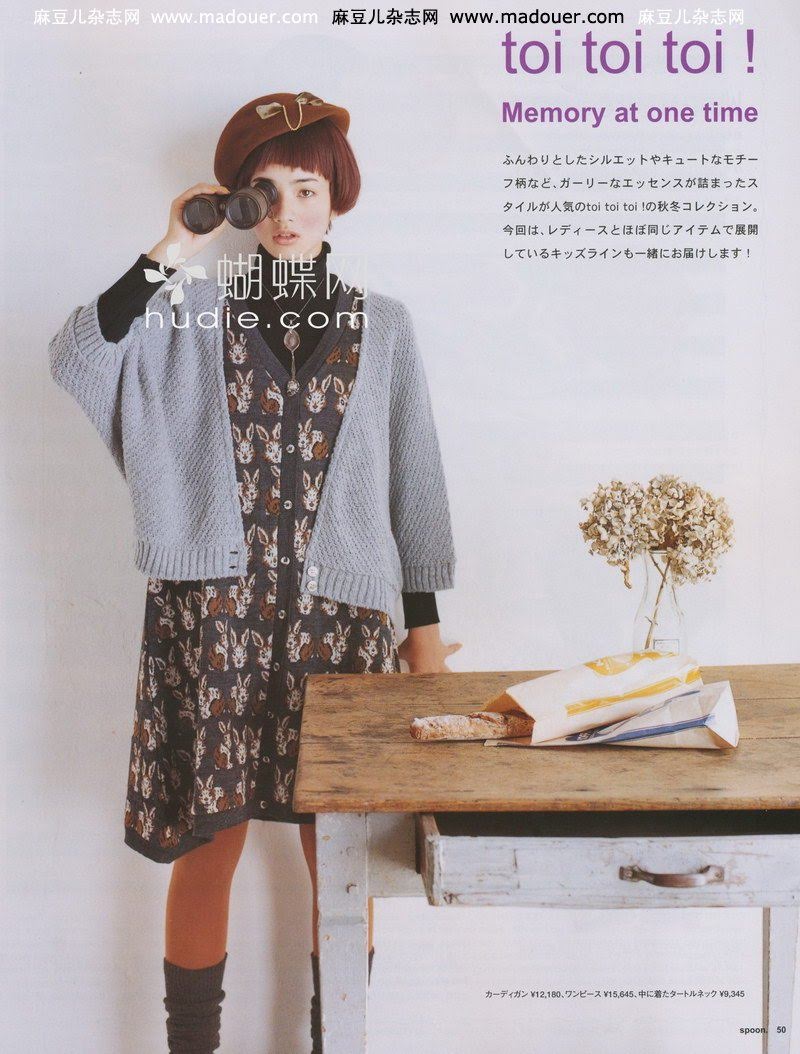 麻豆儿杂志网 www.madouer.com 麻豆儿杂志网 www.madouer.com 麻豆儿杂志网
toi toi toi !
Memory at one time
ふんわりとしたシルエットやキュートなモチー
フ柄など、ガーリーなエッセンスが詰まったス
タイルが人気のtoi toi toi !の秋冬コレクション。
今回は、レディースとほぼ同じアイテムで展開
しているキッズラインも一緒にお届けします！
蝴蝶网
hudie.com
カーディガン ¥12,180、ワンピース ¥15,645、中に着たタートルネック ¥9,345
spoon. 50